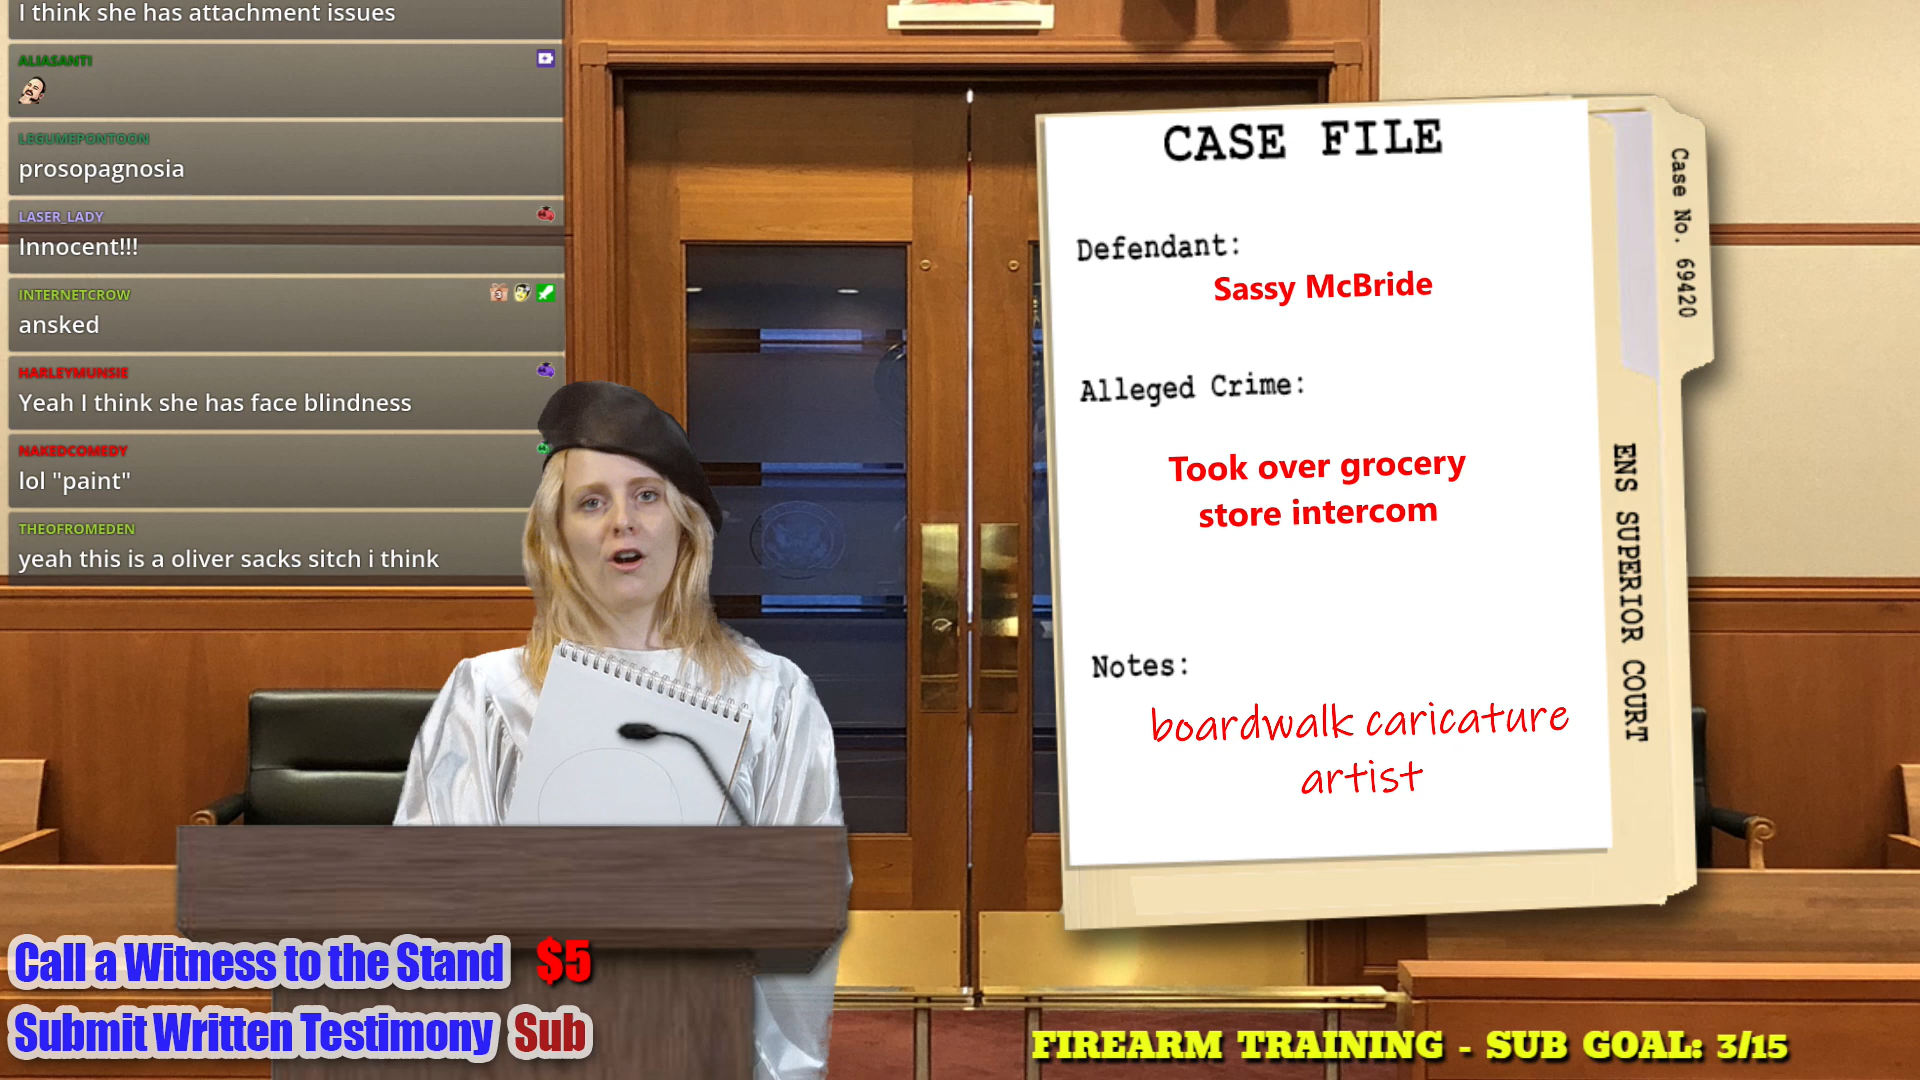 I think she has attachment issues
ALIASANTI
LEGUMEPONTOON
prosopagnosia
LASER_LADY
Innocent!!!
INTERNETCROW
3
ansked
HARLEYMUNSIE
Yeah I think she has face blindness
NAKEDCOMEDY
lol "paint"
THEOFROMEDEN
yeah this is a oliver sacks sitch i think
CASE FILE
Defendant:
Sassy McBride
Alleged Crime:
Took over grocery
store intercom
Notes:
boardwalk caricature
artist
Case No. 69420
ENS SUPERIOR COURT
Call a Witness to the Stand $5
Submit Written Testimony Sub
FIREARM TRAINING - SUB GOAL: 3/15